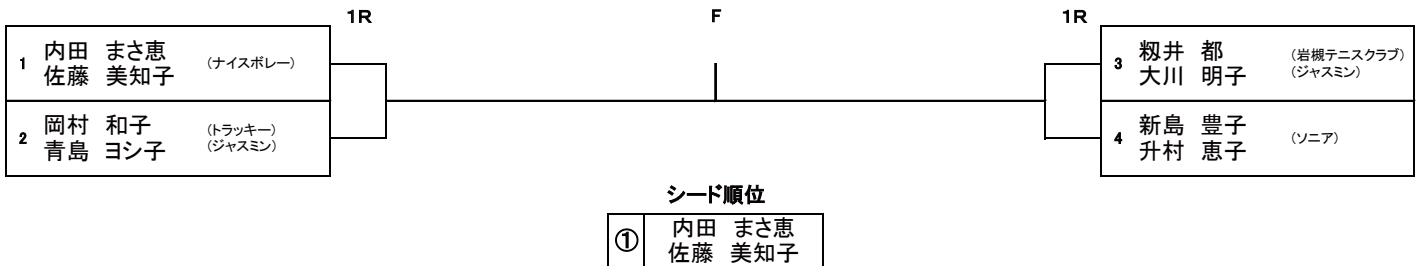 1R F 1R
1 内田 まさ恵 (ナイスボレー)
佐藤 美知子
2 岡村 和子 (トラッキー)
青島 ヨシ子 (ジャスミン)
3 籾井 都 (岩槻テニスクラブ)
大川 明子 (ジャスミン)
4 新島 豊子 (ソニア)
升村 恵子
シード順位
① 内田 まさ恵
佐藤 美知子